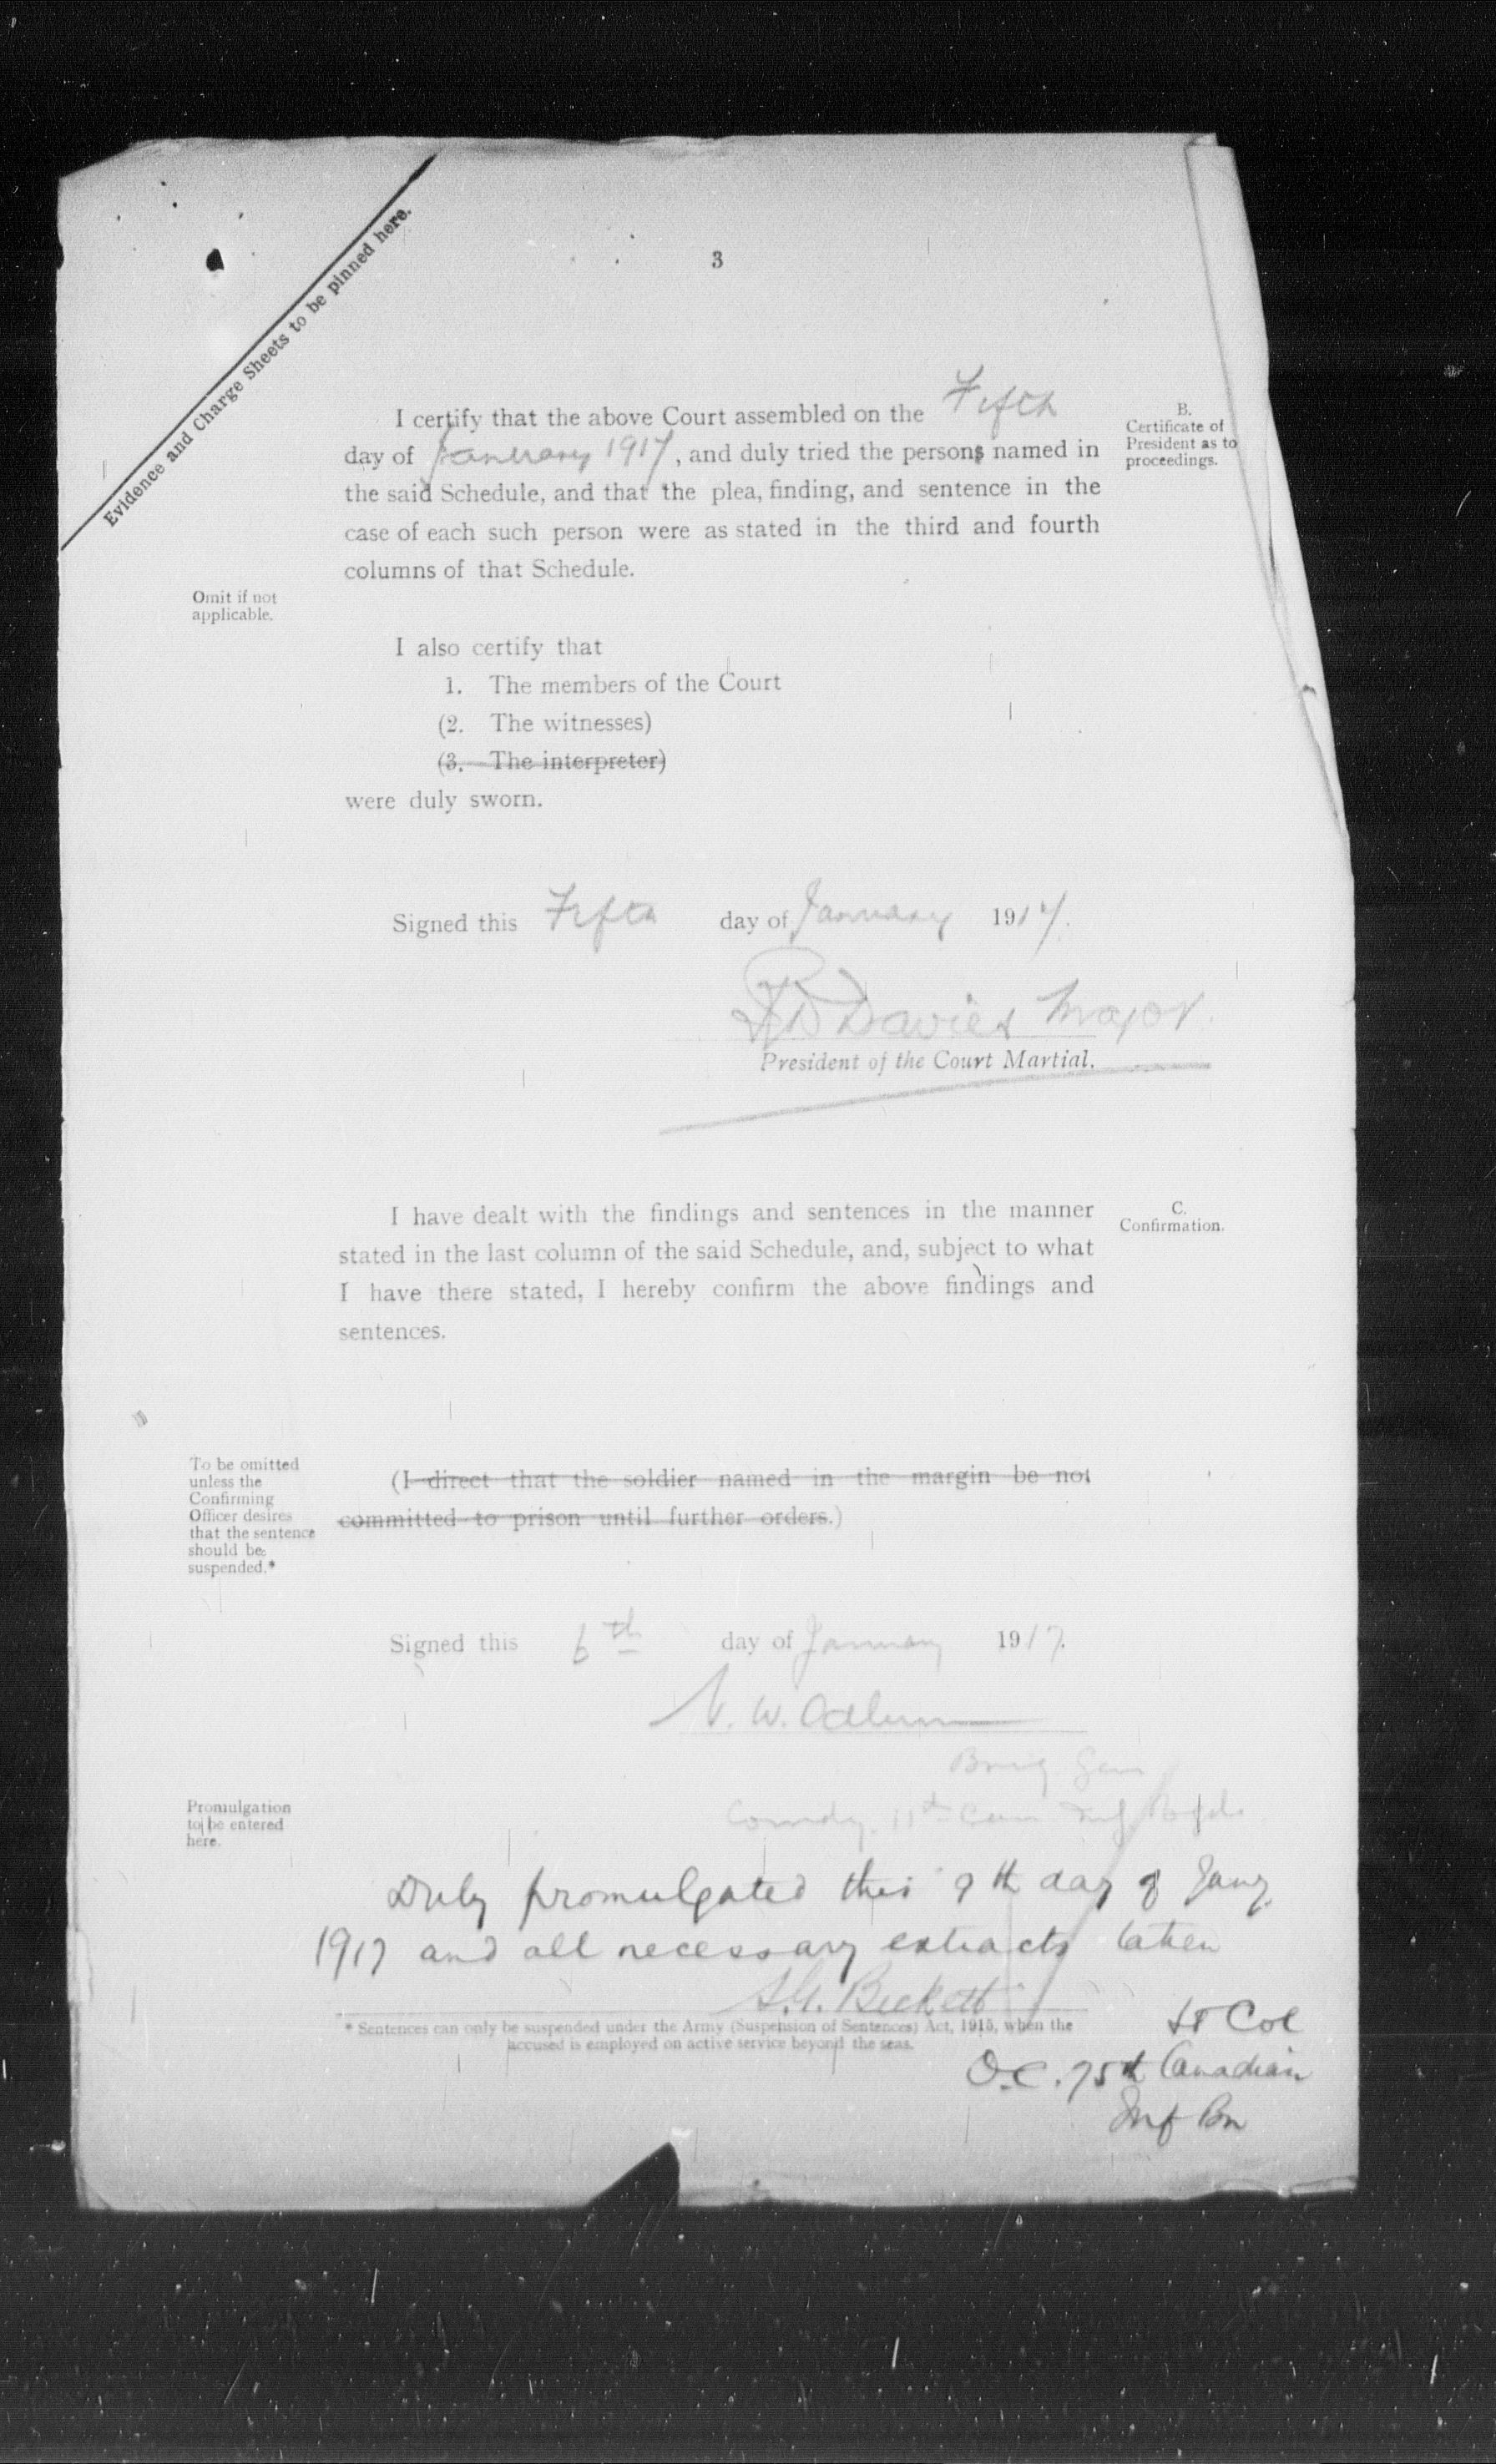 3
Evidence and Charge Sheets to be pinned here.
I certify that the above Court assembled on the Fifth
day of January 1917, and duly tried the persons named in
the said Schedule, and that the plea, finding, and sentence in the
case of each such person were as stated in the third and fourth
columns of that Schedule.
B.
Certificate of
President as to
proceedings.
Omit if not
applicable.
I also certify that
1. The members of the Court
(2. The witnesses)
(3. The interpreter)
were duly sworn.
Signed this Fifth day of January 1917.
Davies Major.
President of the Court Martial.
I have dealt with the findings and sentences in the manner
stated in the last column of the said Schedule, and, subject to what
I have there stated, I hereby confirm the above findings and
sentences.
C.
Confirmation.
To be omitted
unless the
Confirming
Officer desires
that the sentence
should be
suspended.*
(I direct that the soldier named in the margin be not
committed to prison until further orders.)
Signed this 6th day of January 1917.
V. W. Odlum
Brig. Gen
Comdg. 11th Can Inf Bgde
Promulgation
to be entered
here.
Duly promulgated this 9th day of Jany
1917 and all necessary extracts taken
S.G. Beckett
Lt Col
O.C. 75th Canadian
Inf Bn
* Sentences can only be suspended under the Army (Suspension of Sentences) Act, 1915, when the
accused is employed on active service beyond the seas.